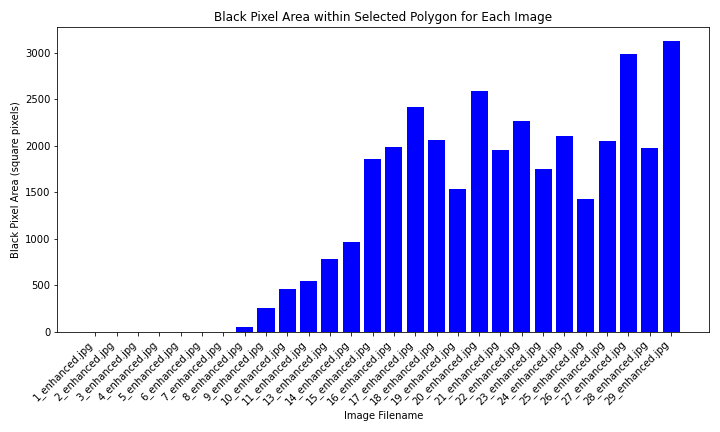 Black Pixel Area within Selected Polygon for Each Image
Black Pixel Area (square pixels)
3000
2500
2000
1500
1000
500
0
1_enhanced.jpg
2_enhanced.jpg
3_enhanced.jpg
4_enhanced.jpg
5_enhanced.jpg
6_enhanced.jpg
7_enhanced.jpg
8_enhanced.jpg
9_enhanced.jpg
10_enhanced.jpg
11_enhanced.jpg
13_enhanced.jpg
14_enhanced.jpg
15_enhanced.jpg
16_enhanced.jpg
17_enhanced.jpg
18_enhanced.jpg
19_enhanced.jpg
20_enhanced.jpg
21_enhanced.jpg
22_enhanced.jpg
23_enhanced.jpg
24_enhanced.jpg
25_enhanced.jpg
26_enhanced.jpg
27_enhanced.jpg
28_enhanced.jpg
29_enhanced.jpg
Image Filename